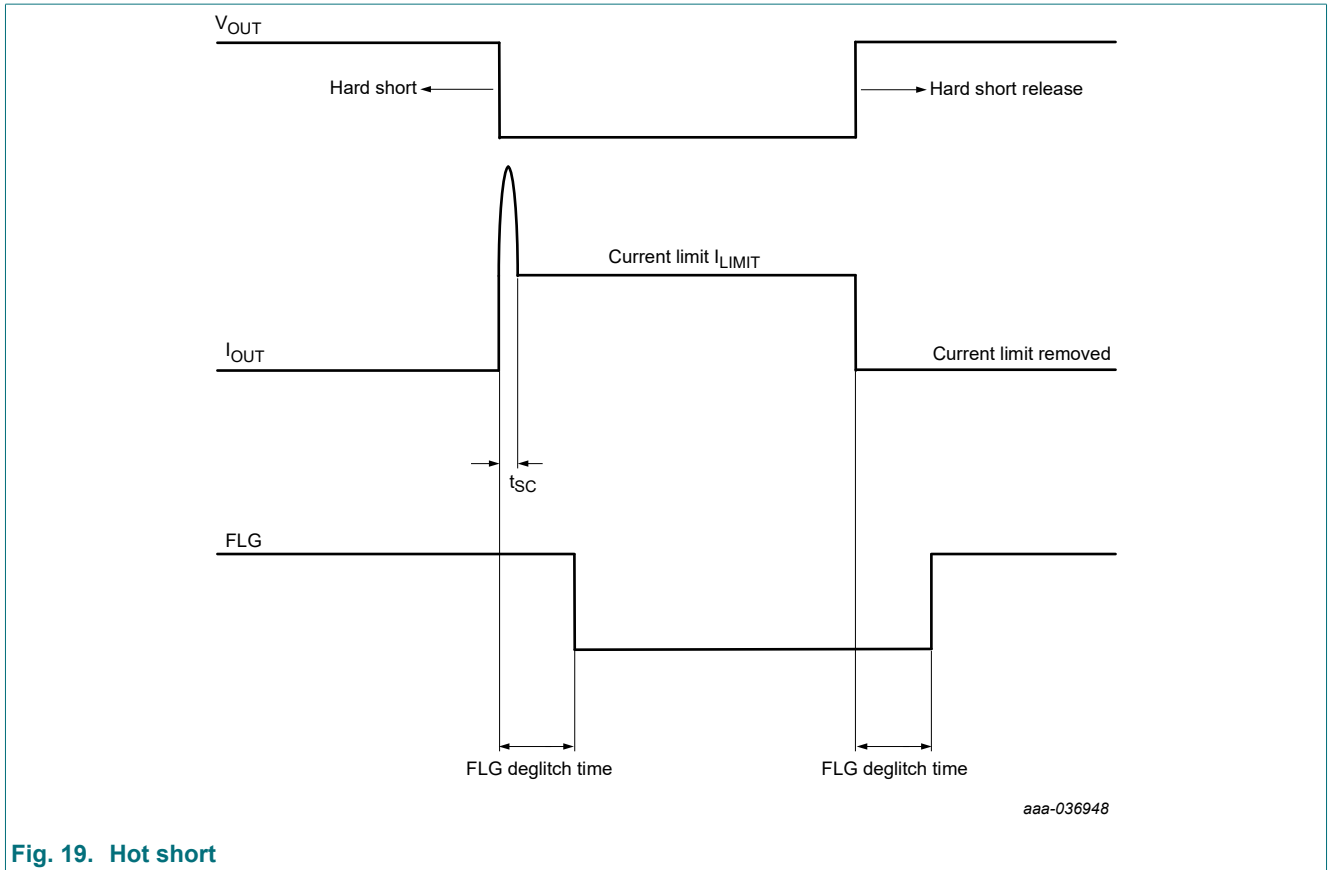 VOUT
Hard short
Hard short release
Current limit ILIMIT
IOUT
Current limit removed
tSC
FLG
FLG deglitch time
FLG deglitch time
aaa-036948
Fig. 19. Hot short